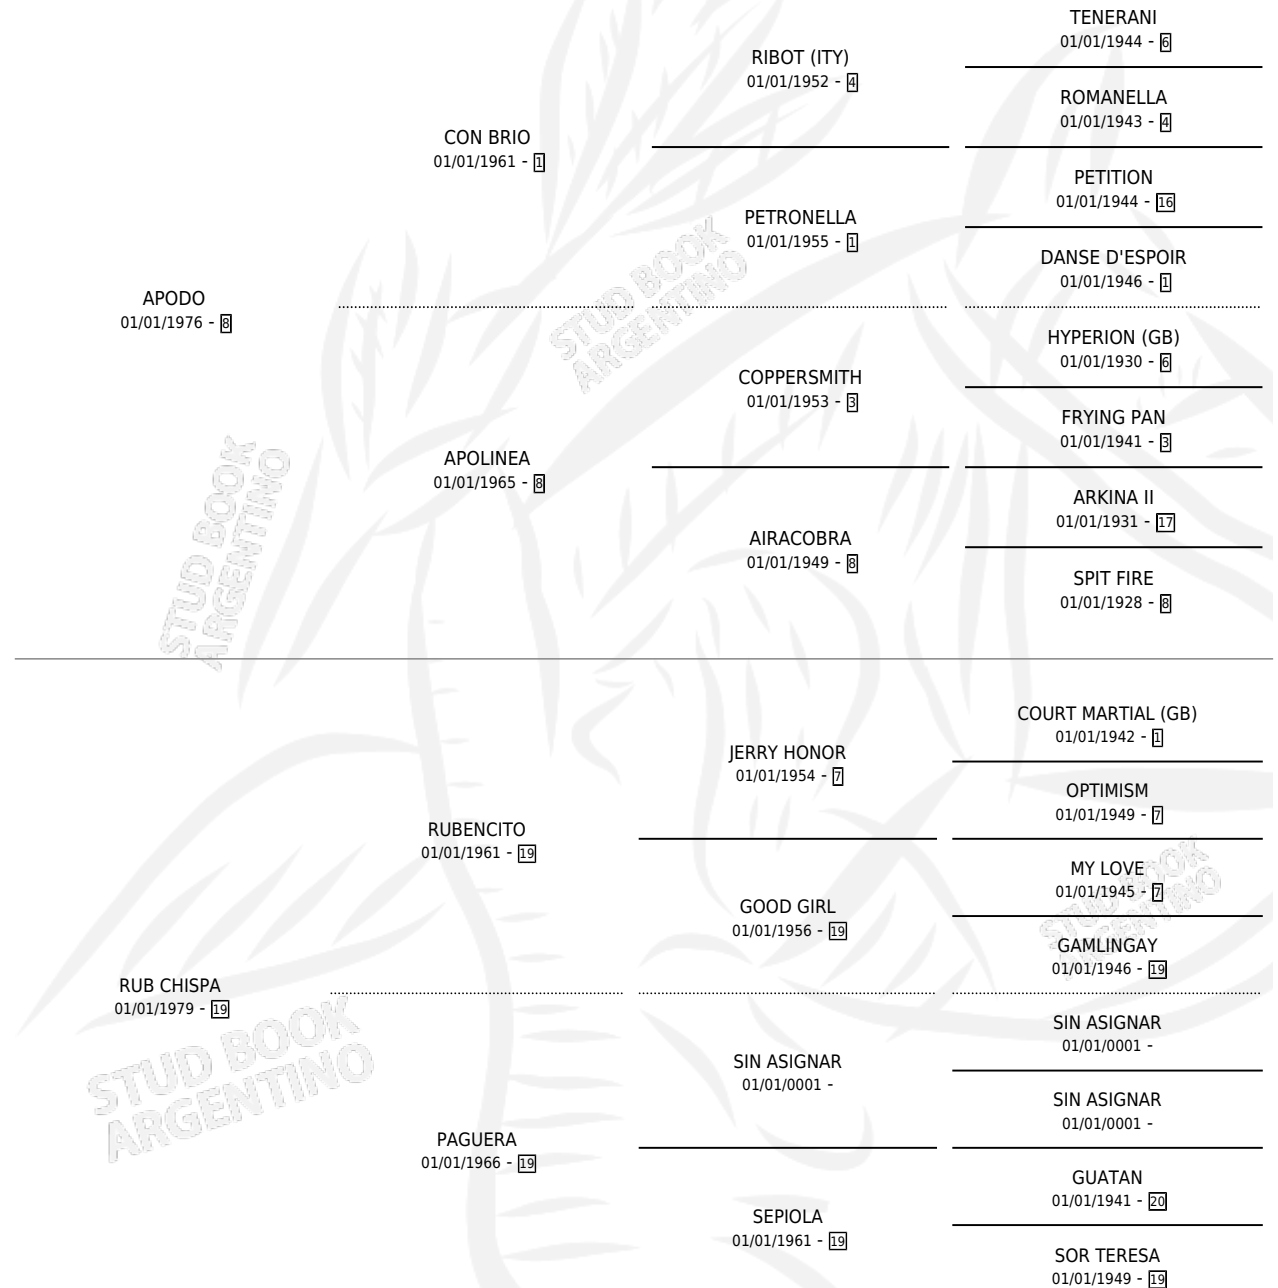 TENERANI
01/01/1944 - 6
RIBOT (ITY)
01/01/1952 - 4
ROMANELLA
01/01/1943 - 4
CON BRIO
01/01/1961 - 1
PETITION
01/01/1944 - 16
PETRONELLA
01/01/1955 - 1
DANSE D'ESPOIR
01/01/1946 - 1
APODO
01/01/1976 - 8
HYPERION (GB)
01/01/1930 - 6
COPPERSMITH
01/01/1953 - 3
FRYING PAN
01/01/1941 - 3
APOLINEA
01/01/1965 - 8
ARKINA II
01/01/1931 - 17
AIRACOBRA
01/01/1949 - 8
SPIT FIRE
01/01/1928 - 8
STUD BOOK
ARGENTINO
STUD BOOK
ARGENTINO
COURT MARTIAL (GB)
01/01/1942 - 1
JERRY HONOR
01/01/1954 - 7
OPTIMISM
01/01/1949 - 7
RUBENCITO
01/01/1961 - 19
MY LOVE
01/01/1945 - 7
GOOD GIRL
01/01/1956 - 19
GAMLINGAY
01/01/1946 - 19
STUD BOOK
ARGENTINO
RUB CHISPA
01/01/1979 - 19
SIN ASIGNAR
01/01/0001 -
SIN ASIGNAR
01/01/0001 -
SIN ASIGNAR
01/01/0001 -
STUD BOOK
ARGENTINO
PAGUERA
01/01/1966 - 19
GUATAN
01/01/1941 - 20
SEPIOLA
01/01/1961 - 19
SOR TERESA
01/01/1949 - 19